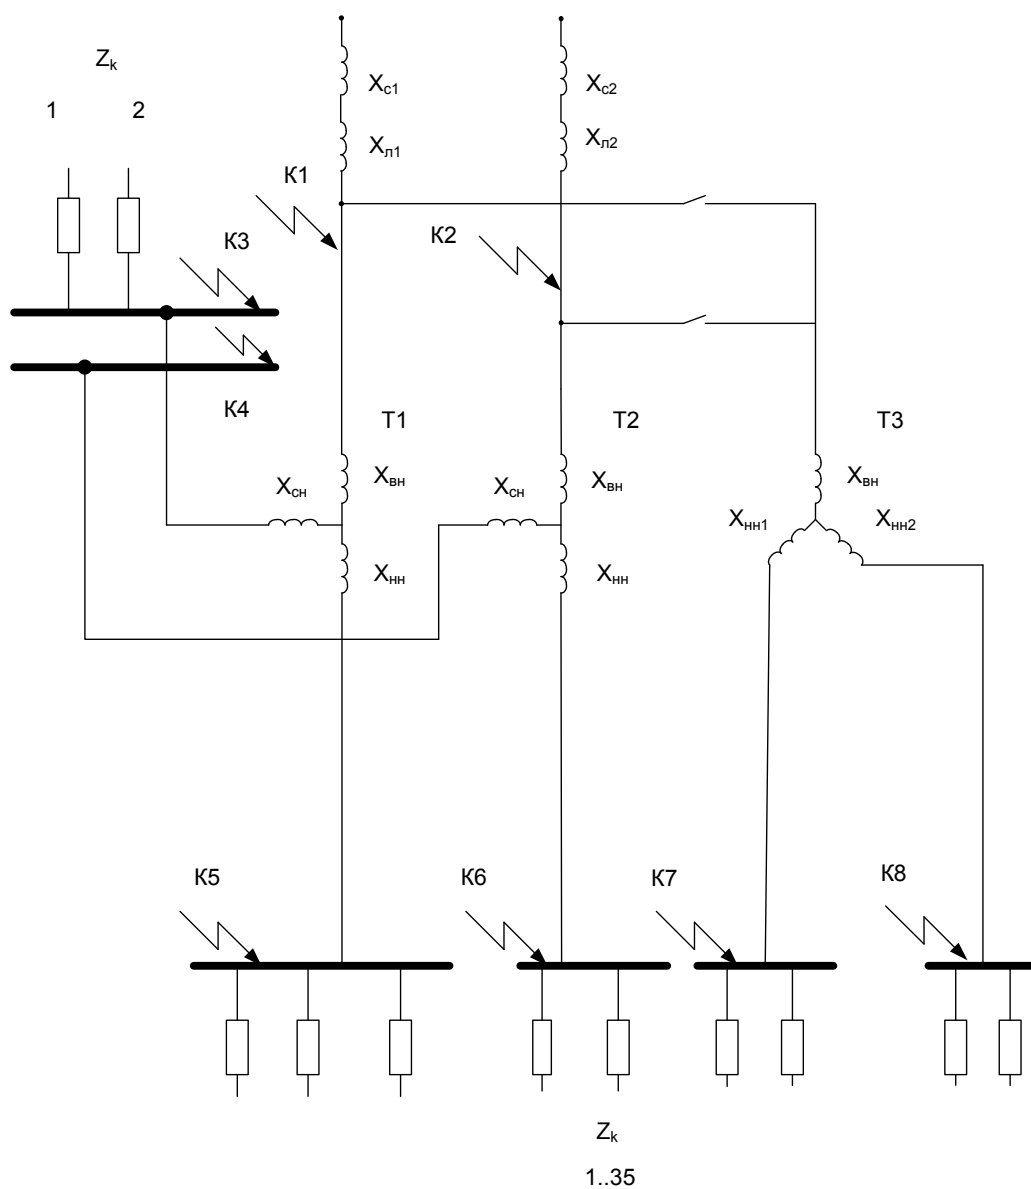 Zk
1 2
Xс1
Xс2
Xл1
Xл2
К1
К2
К3
К4
Т1
Т2
Т3
Xсн
Xвн
Xсн
Xвн
Xвн
Xнн1
Xнн2
Xнн
Xнн
К5
К6
К7
К8
Zk
1..35